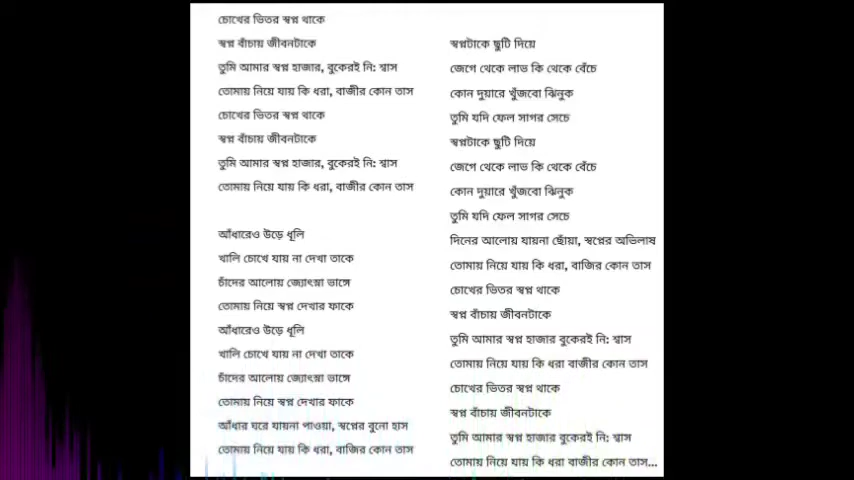 চোখের ভিতর স্বপ্ন থাকে
স্বপ্ন বাঁচায় জীবনটাকে
তুমি আমার স্বপ্ন হাজার, বুকেরই নি: শ্বাস
তোমায় নিয়ে যায় কি ধরা, বাজীর কোন তাস
চোখের ভিতর স্বপ্ন থাকে
স্বপ্ন বাঁচায় জীবনটাকে
তুমি আমার স্বপ্ন হাজার, বুকেরই নি: শ্বাস
তোমায় নিয়ে যায় কি ধরা, বাজীর কোন তাস
আঁধারেও উড়ে ধূলি
খালি চোখে যায় না দেখা তাকে
চাঁদের আলোয় জ্যোৎস্না ভাঙ্গে
তোমায় নিয়ে স্বপ্ন দেখার ফাকে
আঁধারেও উড়ে ধূলি
খালি চোখে যায় না দেখা তাকে
চাঁদের আলোয় জ্যোৎস্না ভাঙ্গে
তোমায় নিয়ে স্বপ্ন দেখার ফাকে
আঁধার ঘরে যায়না পাওয়া, স্বপ্নের বুনো হাস
তোমায় নিয়ে যায় কি ধরা, বাজির কোন তাস
স্বপ্নটাকে ছুটি দিয়ে
জেগে থেকে লাভ কি থেকে বেঁচে
কোন দুয়ারে খুঁজবো ঝিনুক
তুমি যদি ফেল সাগর সেচে
স্বপ্নটাকে ছুটি দিয়ে
জেগে থেকে লাভ কি থেকে বেঁচে
কোন দুয়ারে খুঁজবো ঝিনুক
তুমি যদি ফেল সাগর সেচে
দিনের আলোয় যায়না ছোঁয়া, স্বপ্নের অভিলাষ
তোমায় নিয়ে যায় কি ধরা, বাজির কোন তাস
চোখের ভিতর স্বপ্ন থাকে
স্বপ্ন বাঁচায় জীবনটাকে
তুমি আমার স্বপ্ন হাজার বুকেরই নি: শ্বাস
তোমায় নিয়ে যায় কি ধরা বাজীর কোন তাস
চোখের ভিতর স্বপ্ন থাকে
স্বপ্ন বাঁচায় জীবনটাকে
তুমি আমার স্বপ্ন হাজার বুকেরই নি: শ্বাস
তোমায় নিয়ে যায় কি ধরা বাজীর কোন তাস...